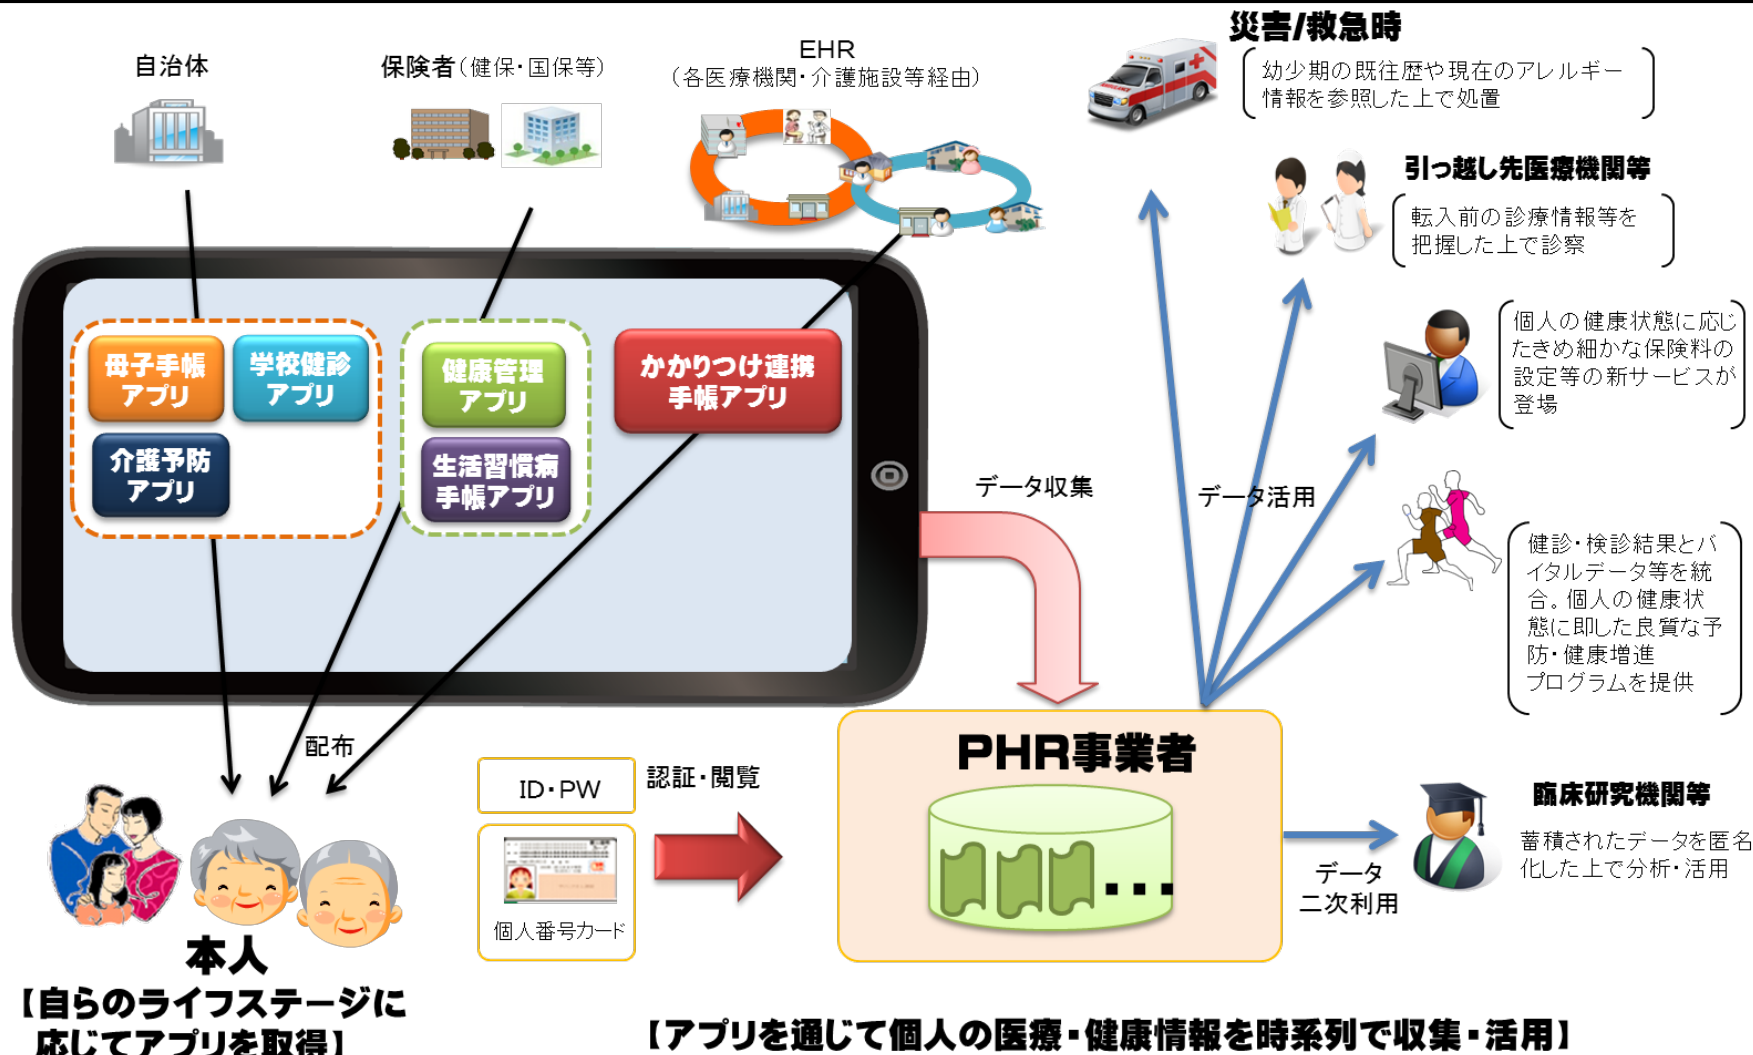 自治体
保険者(健保・国保等)
EHR
(各医療機関・介護施設等経由)
災害/救急時
幼少期の既往歴や現在のアレルギー
情報を参照した上で処置
引っ越し先医療機関等
転入前の診療情報等を
把握した上で診察
個人の健康状態に応じ
たきめ細かな保険料の
設定等の新サービスが
登場
母子手帳
アプリ
学校健診
アプリ
介護予防
アプリ
健康管理
アプリ
生活習慣病
手帳アプリ
かかりつけ連携
手帳アプリ
データ収集
データ活用
健診・検診結果とバ
イタルデータ等を統
合。個人の健康状
態に即した良質な予
防・健康増進
プログラムを提供
配布
ID・PW
認証・閲覧
個人番号カード
PHR事業者
...
データ
二次利用
臨床研究機関等
蓄積されたデータを匿名
化した上で分析・活用
本人
【自らのライフステージに
応じてアプリを取得】
【アプリを通じて個人の医療・健康情報を時系列で収集・活用】